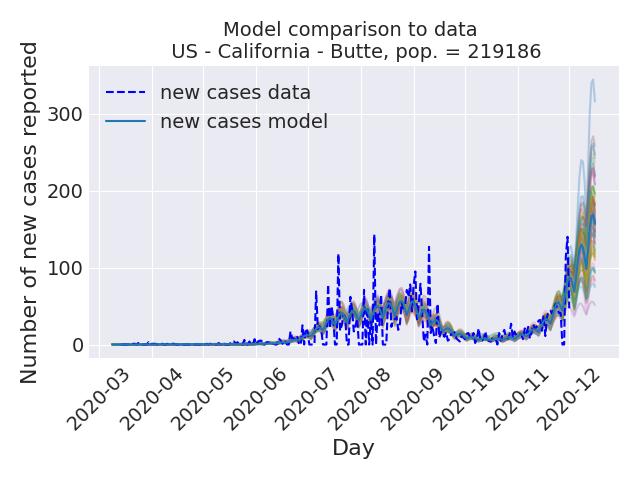 Model comparison to data
US - California - Butte, pop. = 219186
Number of new cases reported
300
200
100
0
new cases data
new cases model
2020-03
2020-04
2020-05
2020-06
2020-07
2020-08
2020-09
2020-10
2020-11
2020-12
Day